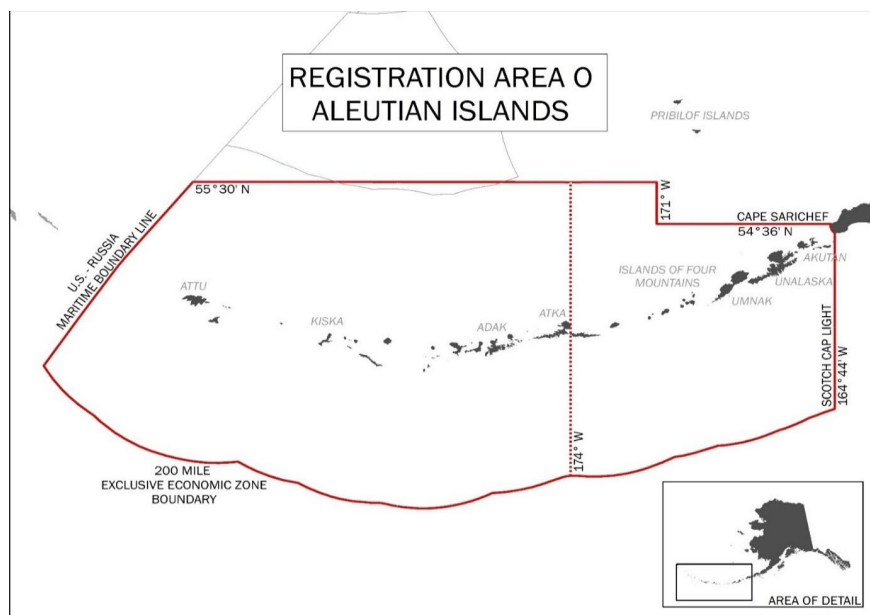 REGISTRATION AREA O
ALEUTIAN ISLANDS
PRIBILOF ISLANDS
55°30' N
171° W
CAPE SARICHEF
54°36' N
U.S. - RUSSIA
MARITIME BOUNDARY LINE
ATTU
KISKA
ADAK
ATKA
ISLANDS OF FOUR
MOUNTAINS
UMNAK
UNALASKA
AKUTAN
SCOTCH CAP LIGHT
164°44' W
174° W
200 MILE
EXCLUSIVE ECONOMIC ZONE
BOUNDARY
AREA OF DETAIL